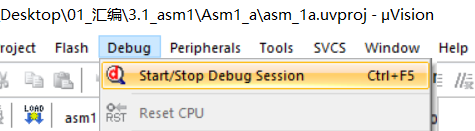 Desktop\01_汇编\3.1_asm1\Asm1_a\asm_1a.uvproj - µVision
Project Flash Debug Peripherals Tools SVCS Window Help
Start/Stop Debug Session Ctrl+F5
LOAD asm1
RST Reset CPU